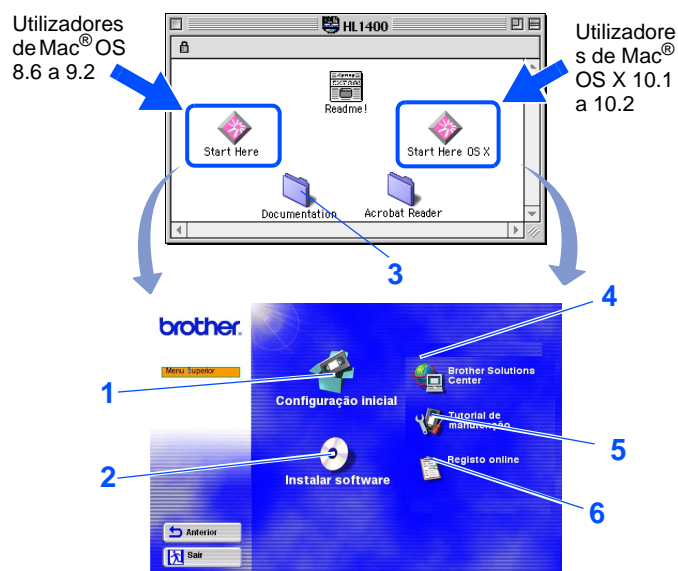 Utilizadores
de Mac® OS
8.6 a 9.2
HL1400
Utilizadore
s de Mac®
OS X 10.1
a 10.2
Readme!
Start Here
Start Here OS X
Documentation
Acrobat Reader
3
4
brother.
Menu Superior
1
Configuração inicial
Brother Solutions
Center
Tutorial de
manutenção
5
2
Instalar software
Registo online
6
Anterior
Sair